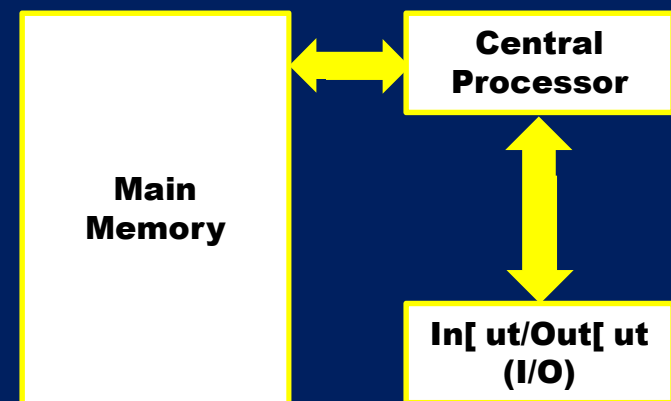 Main
Memory
Central
Processor
In[ ut/Out[ ut
(I/O)